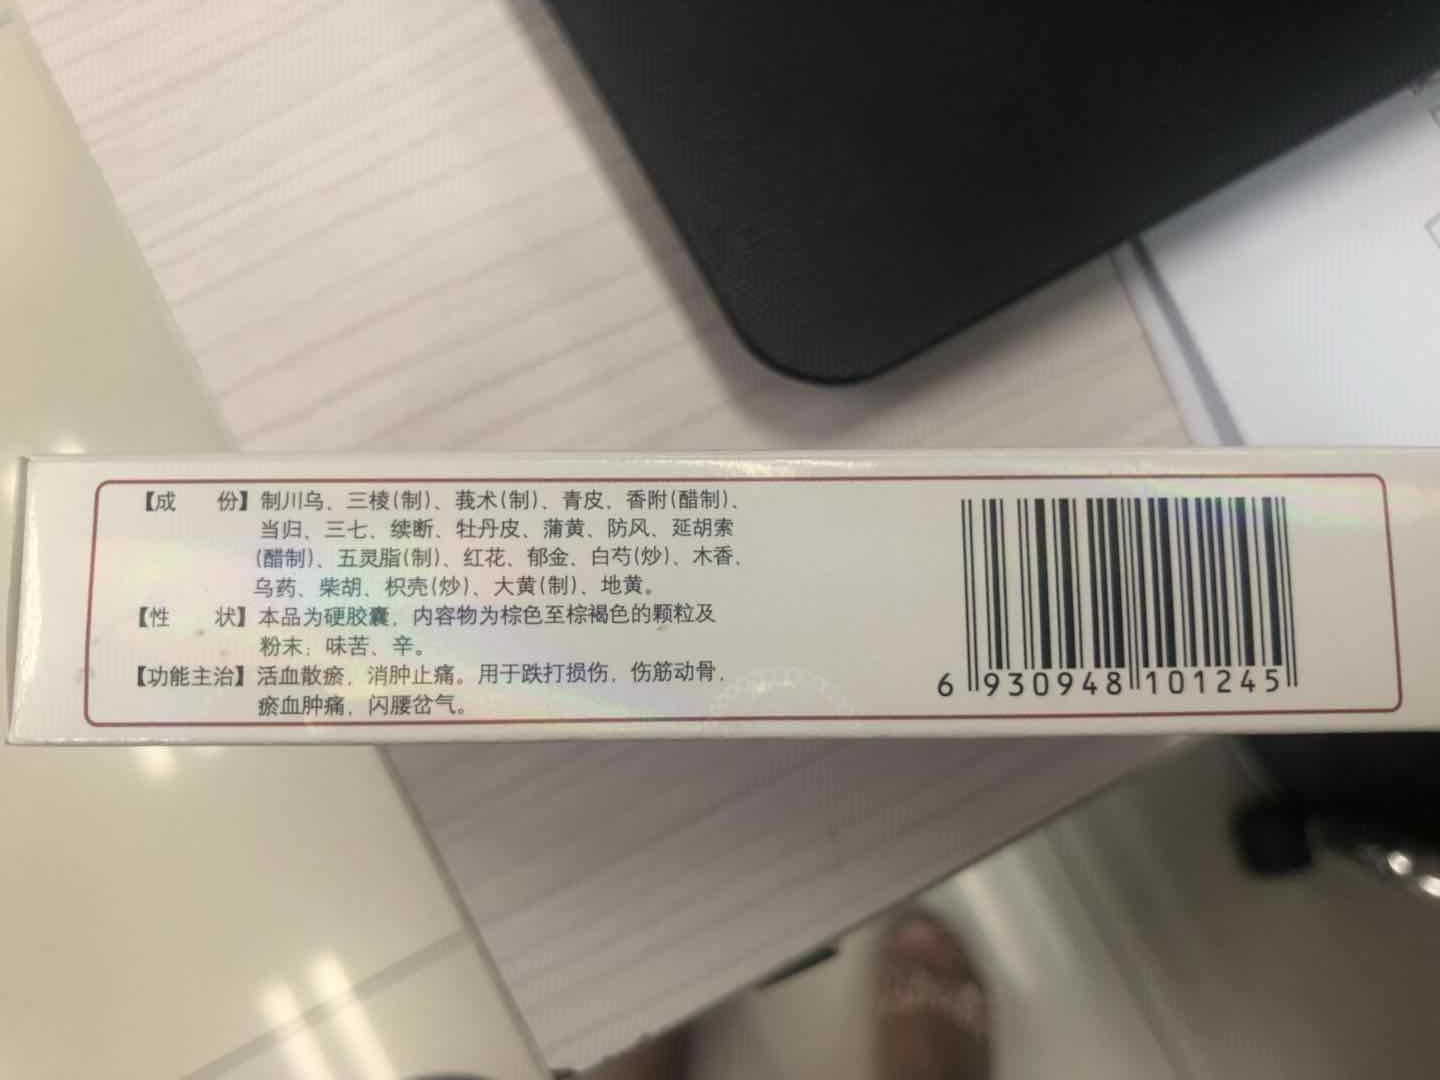 【成　份】制川乌、三棱(制)、莪术(制)、青皮、香附(醋制)、
当归、三七、续断、牡丹皮、蒲黄、防风、延胡索
(醋制)、五灵脂(制)、红花、郁金、白芍(炒)、木香、
乌药、柴胡、枳壳(炒)、大黄(制)、地黄。
【性　状】本品为硬胶囊，内容物为棕色至棕褐色的颗粒及
粉末；味苦、辛。
【功能主治】活血散瘀，消肿止痛。用于跌打损伤，伤筋动骨，
瘀血肿痛，闪腰岔气。
6 930948 101245